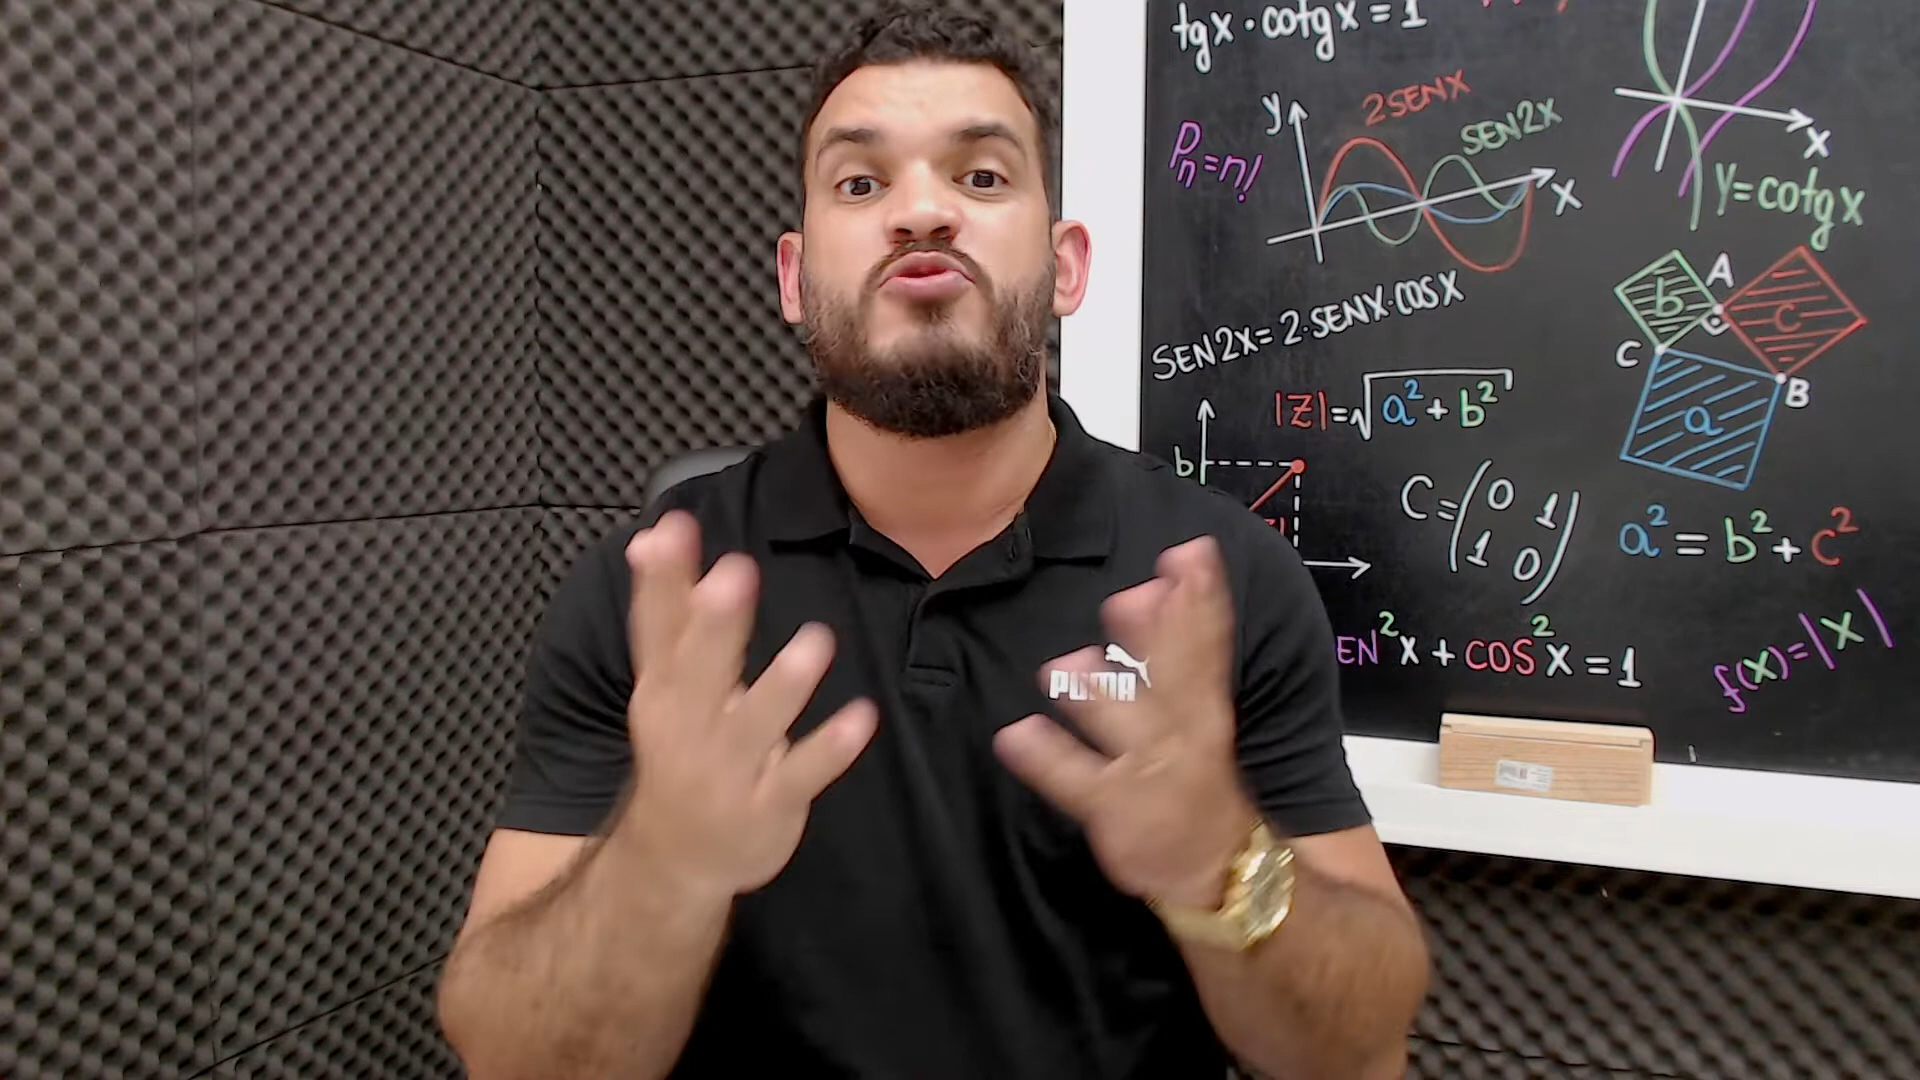 tgx·cotgx=1
y
2SENX
SEN2X
x
Pn=n!
x
y=cotgx
SEN2X=2·SENX·COSX
A
b
c
C
B
a
|Z|=√a²+b²
b
C=(0 1
1 0)
a²=b²+c²
EN²x+COS²x=1
f(x)=|x|
PUMA